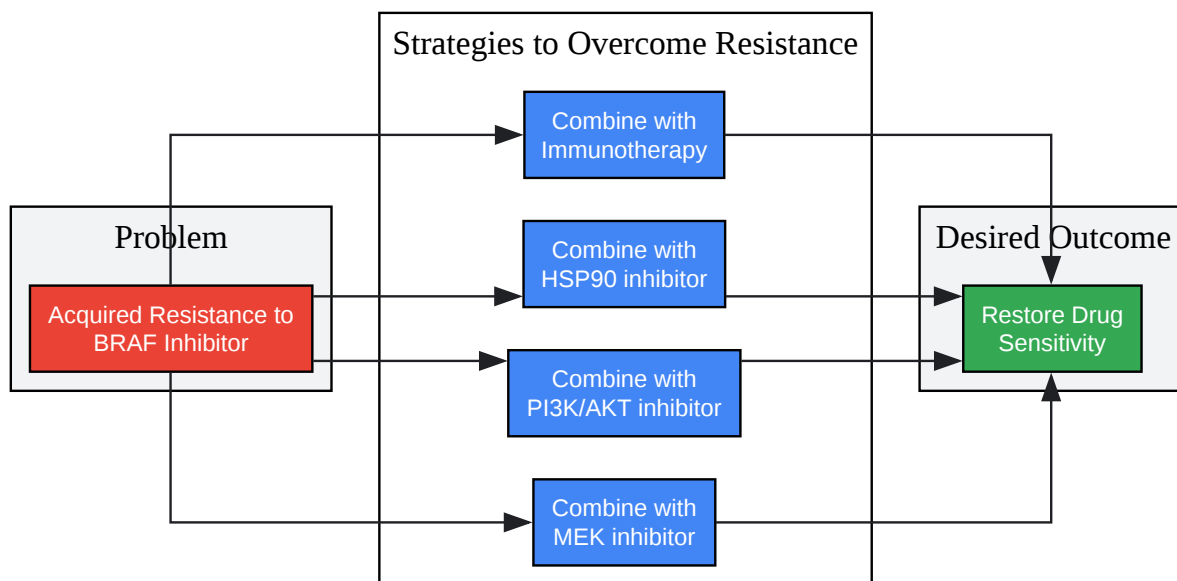 Strategies to Overcome Resistance
Combine with
Immunotherapy
Problem
Acquired Resistance to
BRAF Inhibitor
Combine with
HSP90 inhibitor
Combine with
PI3K/AKT inhibitor
Combine with
MEK inhibitor
Desired Outcome
Restore Drug
Sensitivity